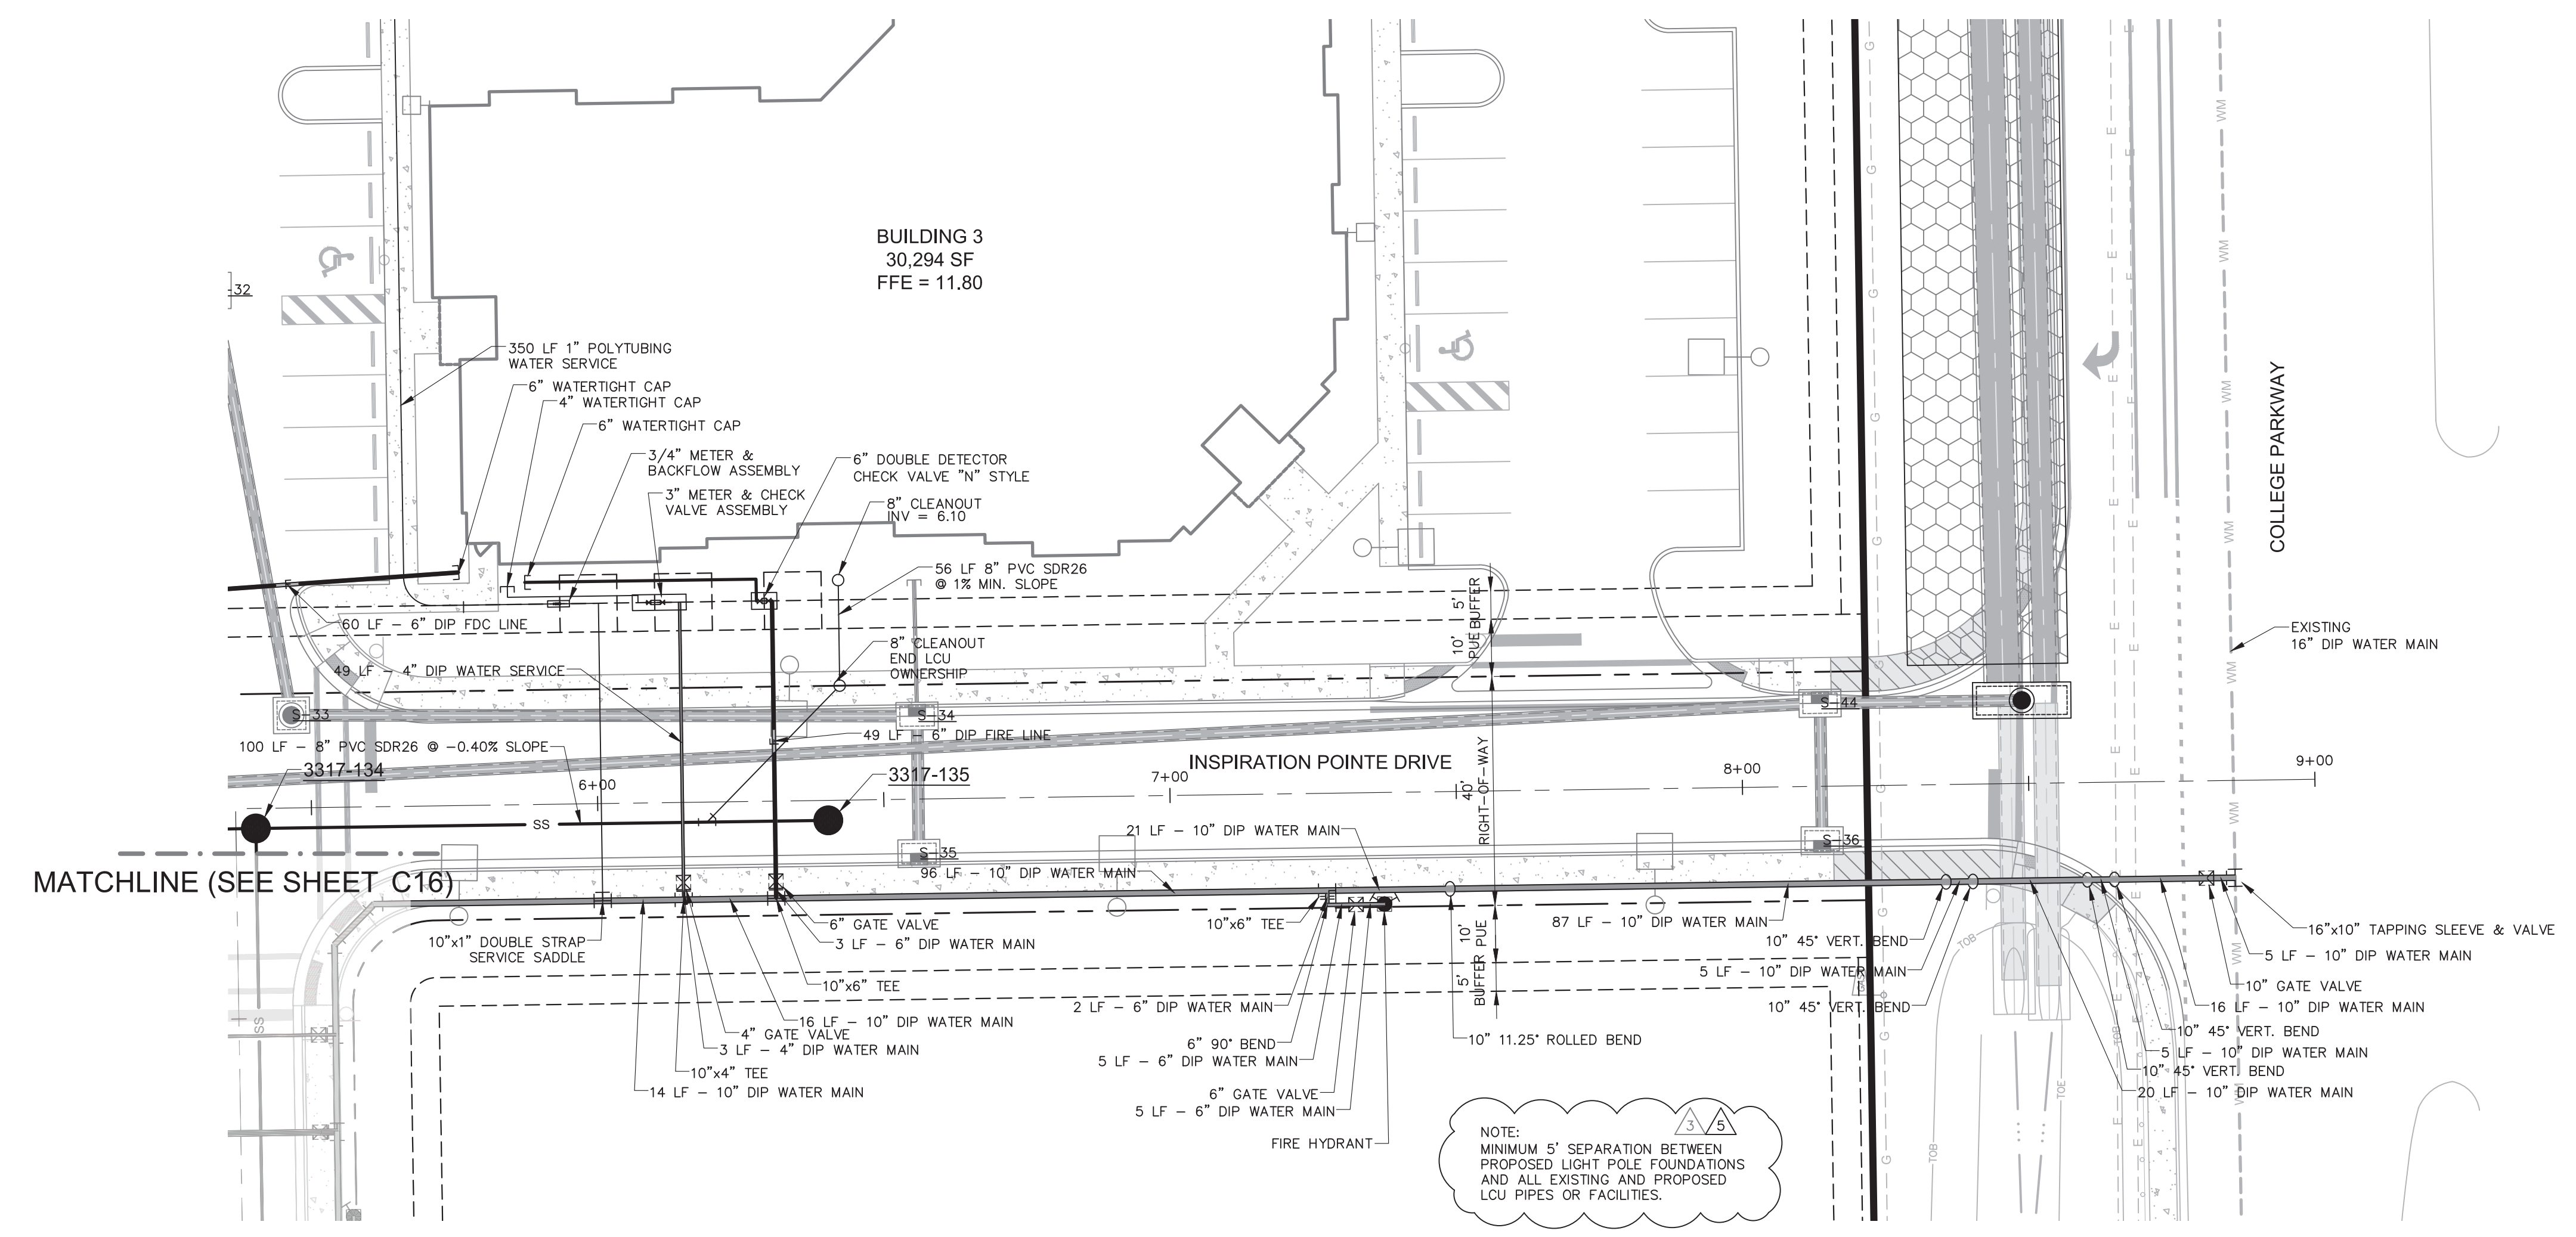 BUILDING 3
30,294 SF
FFE = 11.80
-32
350 LF 1" POLYTUBING
WATER SERVICE
6" WATERTIGHT CAP
4" WATERTIGHT CAP
6" WATERTIGHT CAP
3/4" METER &
BACKFLOW ASSEMBLY
3" METER & CHECK
VALVE ASSEMBLY
6" DOUBLE DETECTOR
CHECK VALVE "N" STYLE
8" CLEANOUT
INV = 6.10
56 LF 8" PVC SDR26
@ 1% MIN. SLOPE
60 LF - 6" DIP FDC LINE
8" CLEANOUT
END LCU
OWNERSHIP
49 LF - 4" DIP WATER SERVICE
S-33
S-34
S-44
49 LF - 6" DIP FIRE LINE
100 LF - 8" PVC SDR26 @ -0.40% SLOPE
3317-134
3317-135
INSPIRATION POINTE DRIVE
6+00
7+00
8+00
9+00
SS
SS
S-35
S-36
5'
10'
PUE BUFFER
40'
RIGHT-OF-WAY
10'
5'
BUFFER PUE
COLLEGE PARKWAY
EXISTING
16" DIP WATER MAIN
MATCHLINE (SEE SHEET C16)
21 LF - 10" DIP WATER MAIN
96 LF - 10" DIP WATER MAIN
10"x1" DOUBLE STRAP
SERVICE SADDLE
6" GATE VALVE
3 LF - 6" DIP WATER MAIN
10"x6" TEE
16 LF - 10" DIP WATER MAIN
4" GATE VALVE
3 LF - 4" DIP WATER MAIN
10"x4" TEE
14 LF - 10" DIP WATER MAIN
10"x6" TEE
2 LF - 6" DIP WATER MAIN
6" 90° BEND
5 LF - 6" DIP WATER MAIN
6" GATE VALVE
5 LF - 6" DIP WATER MAIN
FIRE HYDRANT
10" 11.25° ROLLED BEND
87 LF - 10" DIP WATER MAIN
10" 45° VERT. BEND
5 LF - 10" DIP WATER MAIN
10" 45° VERT. BEND
16"x10" TAPPING SLEEVE & VALVE
5 LF - 10" DIP WATER MAIN
10" GATE VALVE
16 LF - 10" DIP WATER MAIN
10" 45° VERT. BEND
5 LF - 10" DIP WATER MAIN
10" 45° VERT. BEND
20 LF - 10" DIP WATER MAIN
3
5
NOTE:
MINIMUM 5' SEPARATION BETWEEN
PROPOSED LIGHT POLE FOUNDATIONS
AND ALL EXISTING AND PROPOSED
LCU PIPES OR FACILITIES.
G
G
G
G
G
G
G
G
E
E
E
E
E
E
WM
WM
WM
WM
WM
WM
WM
WM
TOB
TOB
TOB
TOE